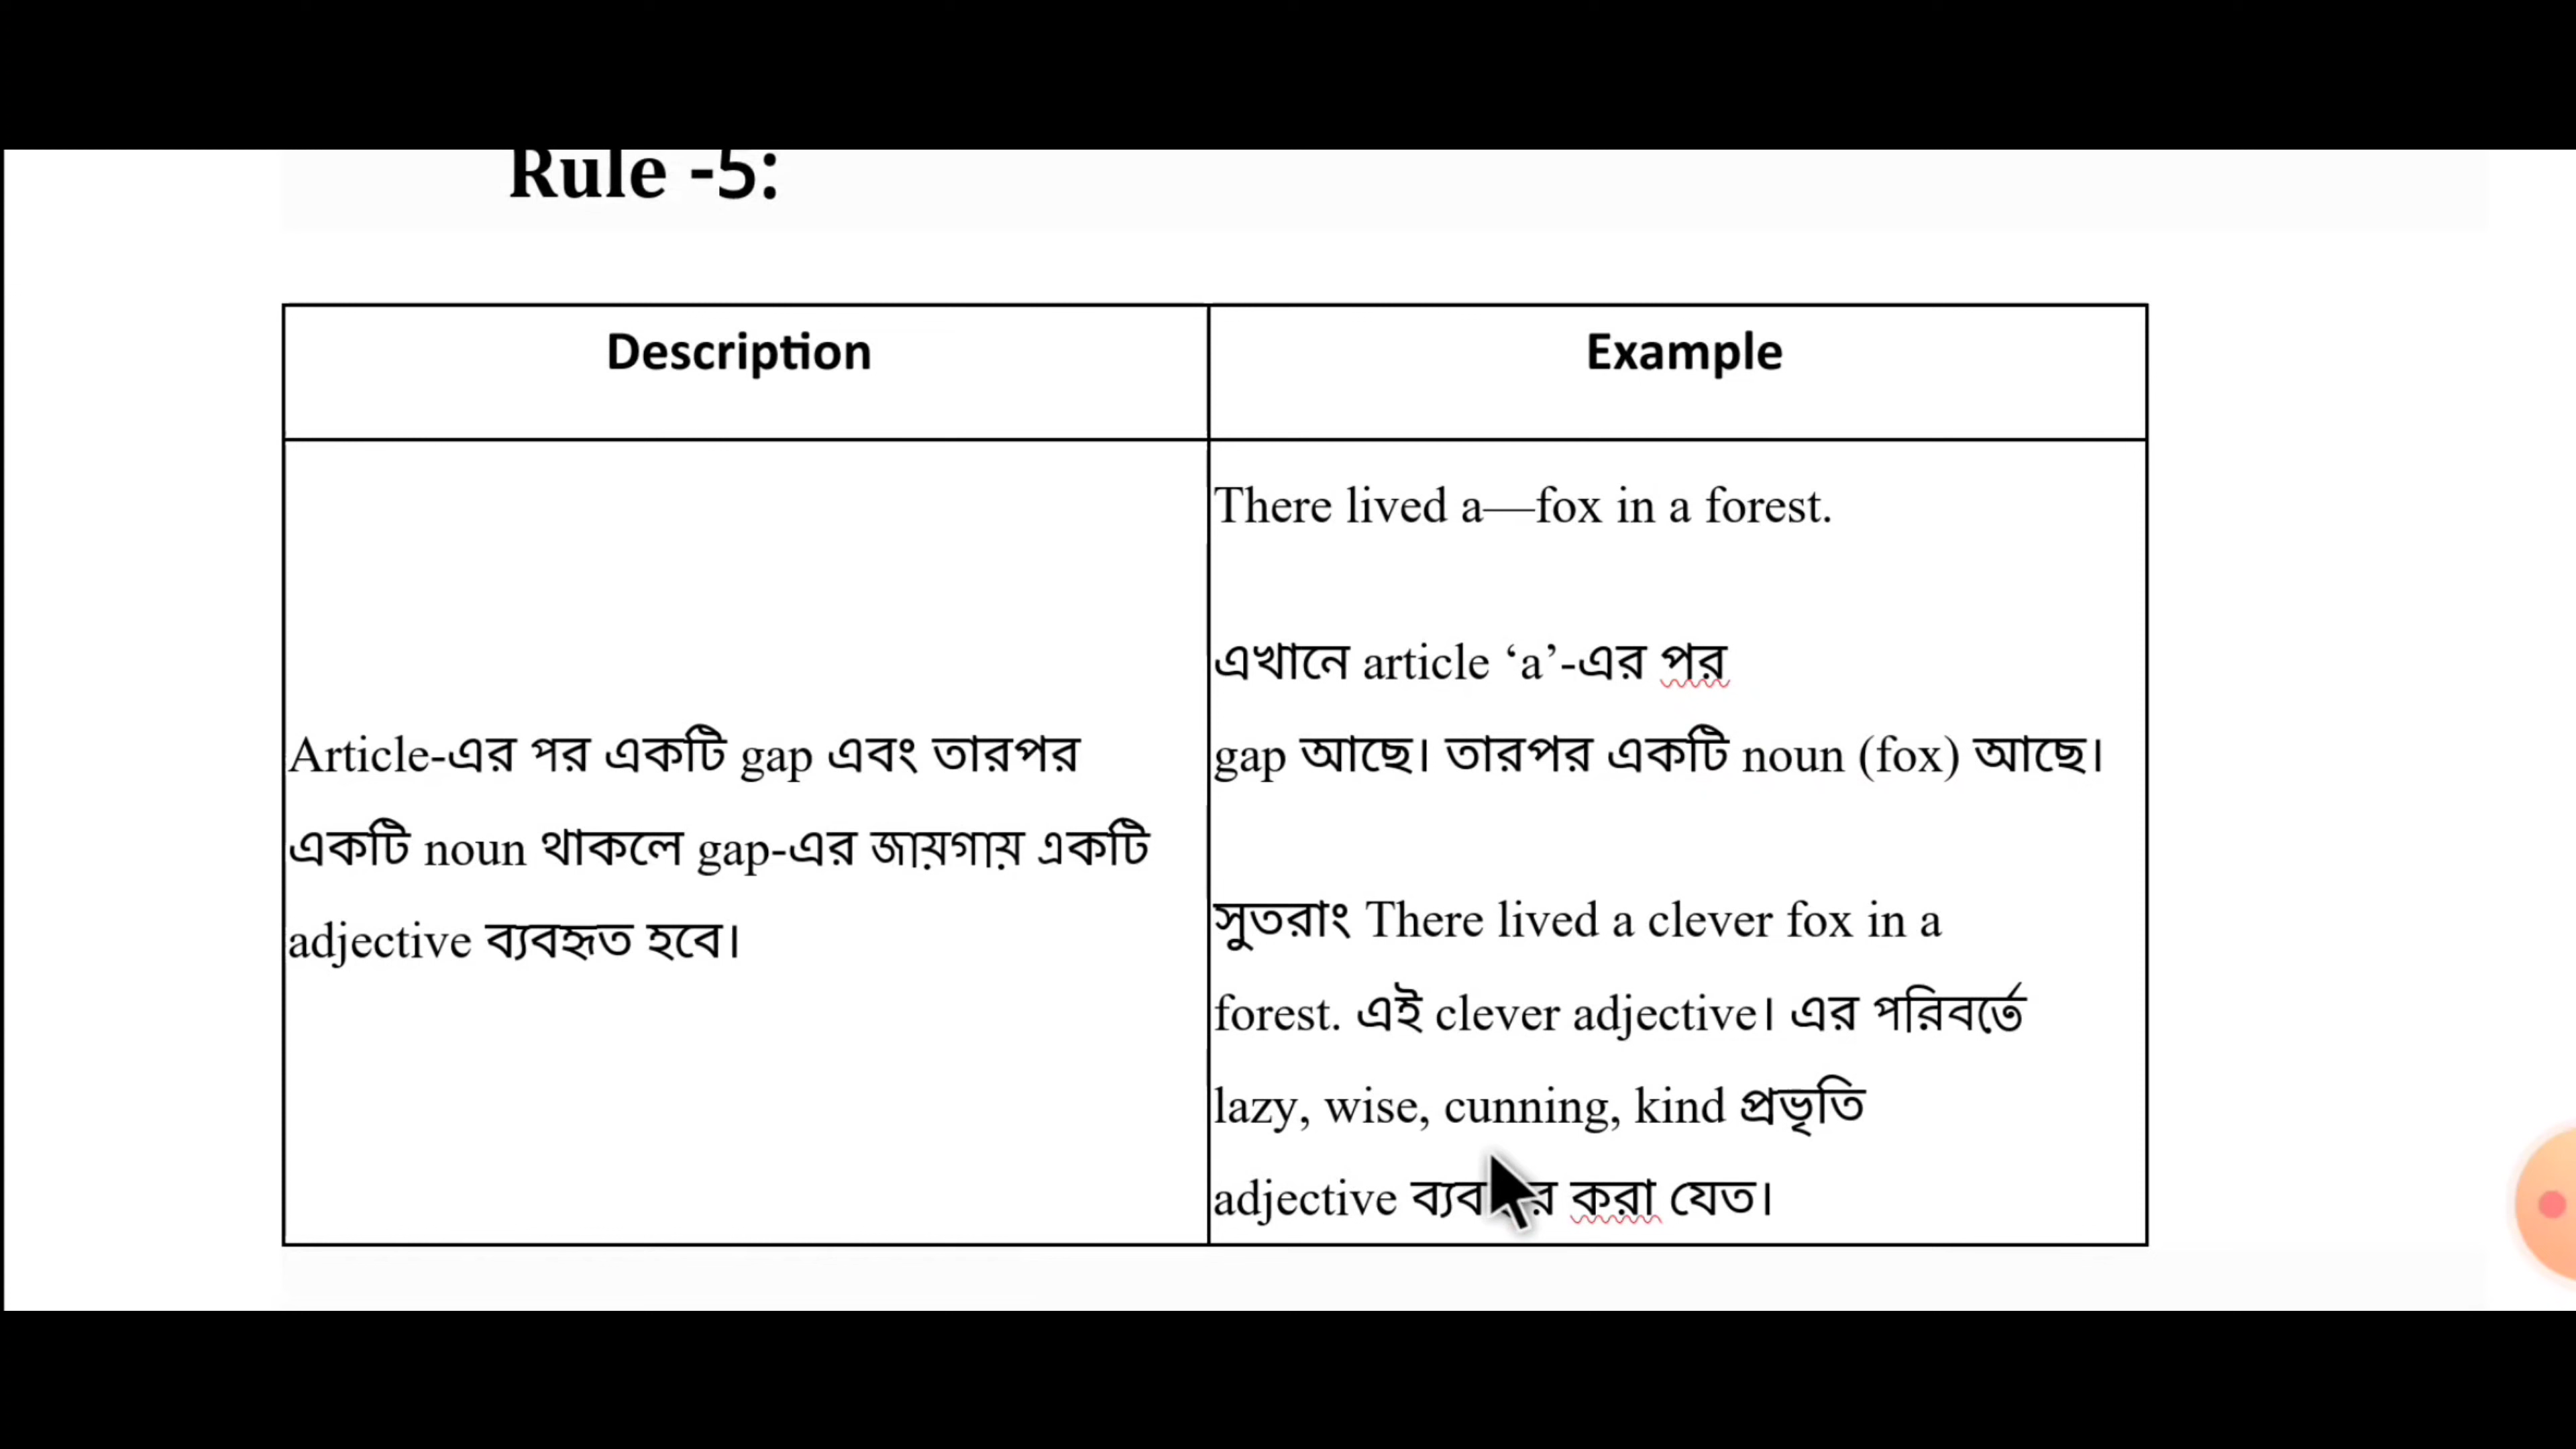 Rule -5:
Description
Example
Article-এর পর একটি gap এবং তারপর
একটি noun থাকলে gap-এর জায়গায় একটি
adjective ব্যবহৃত হবে।
There lived a—fox in a forest.
এখানে article ‘a’-এর পর
gap আছে। তারপর একটি noun (fox) আছে।
সুতরাং There lived a clever fox in a
forest. এই clever adjective। এর পরিবর্তে
lazy, wise, cunning, kind প্রভৃতি
adjective করা যেত।